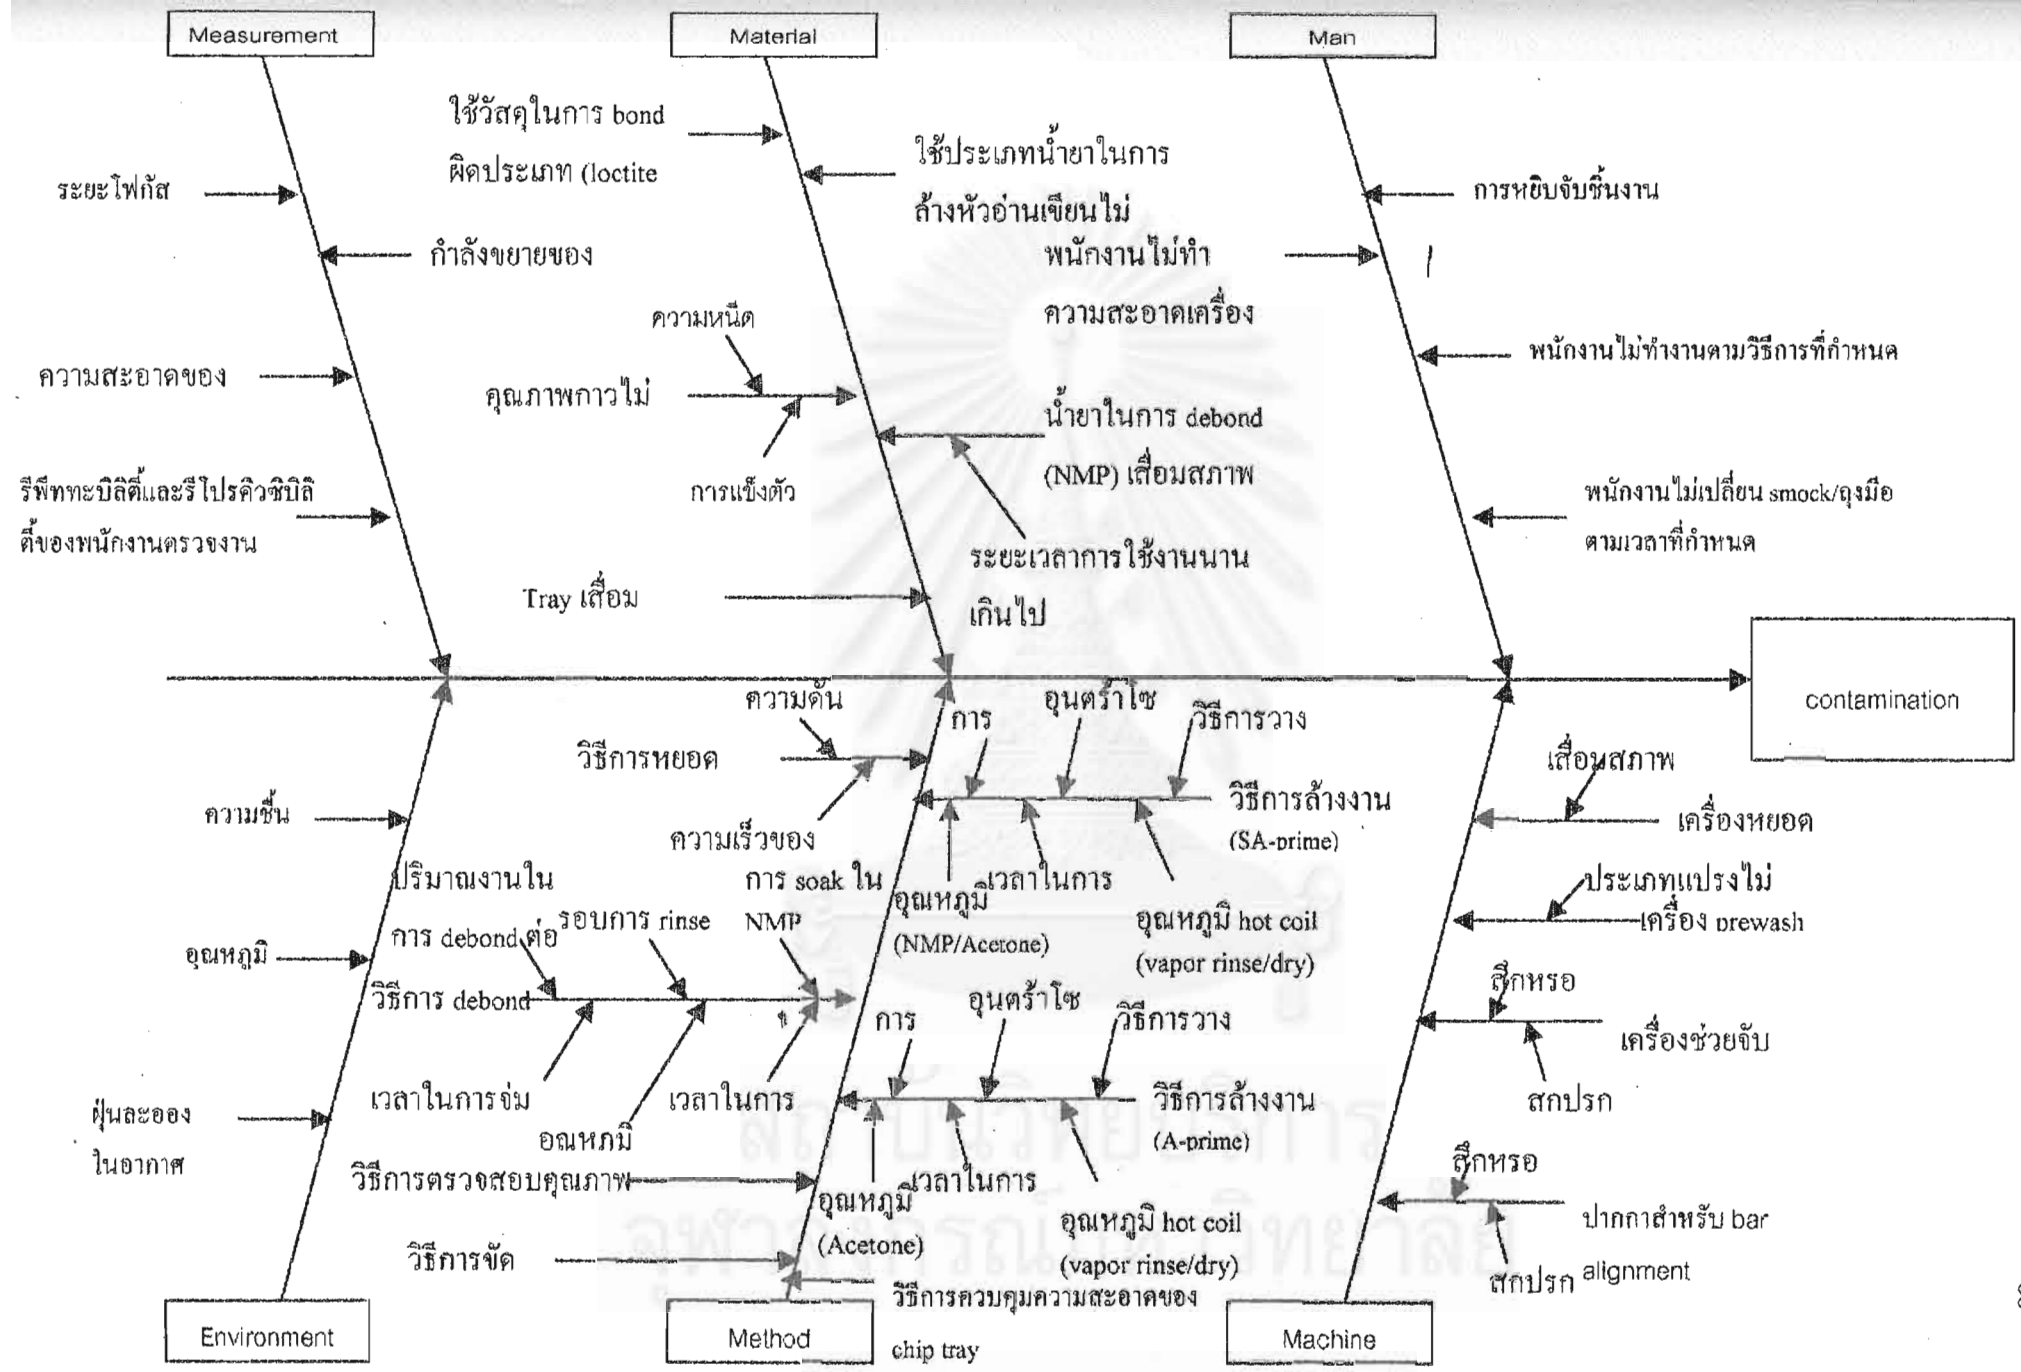 Measurement
Material
Man
ใช้วัสดุในการ bond
ผิดประเภท (loctite
ใช้ประเภทน้ำยาในการ
ล้างหัวอ่านเขียนไม่
ระยะโฟกัส
การหยิบจับชิ้นงาน
กำลังขยายของ
พนักงานไม่ทำ
ความสะอาดเครื่อง
ความหนืด
พนักงานไม่ทำงานตามวิธีการที่กำหนด
ความสะอาดของ
คุณภาพกาวไม่
น้ำยาในการ debond
(NMP) เสื่อมสภาพ
การแข็งตัว
รีพีททะบิลิตี้และรีโปรดิวซิบิลิ
ตี้ของพนักงานตรวจงาน
พนักงานไม่เปลี่ยน smock/ถุงมือ
ตามเวลาที่กำหนด
ระยะเวลาการใช้งานนาน
เกินไป
Tray เสื่อม
contamination
ความดัน
การ
อุนตร้าโซ
วิธีการวาง
วิธีการหยอด
เสื่อมสภาพ
วิธีการล้างงาน
(SA-prime)
ความชื้น
ความเร็วของ
เครื่องหยอด
ปริมาณงานใน
การ debond ต่อ
รอบการ rinse
การ soak ใน
NMP
อุณหภูมิ
(NMP/Acetone)
เวลาในการ
อุณหภูมิ hot coil
(vapor rinse/dry)
ประเภทแปรงไม่
เครื่อง prewash
อุณหภูมิ
วิธีการ debond
การ
อุนตร้าโซ
วิธีการวาง
สึกหรอ
เครื่องช่วยจับ
สกปรก
เวลาในการจ่ม
อุณหภูมิ
เวลาในการ
วิธีการล้างงาน
(A-prime)
ฝุ่นละออง
ในอากาศ
วิธีการตรวจสอบคุณภาพ
อุณหภูมิ
(Acetone)
เวลาในการ
อุณหภูมิ hot coil
(vapor rinse/dry)
สึกหรอ
ปากกาสำหรับ bar
alignment
สกปรก
วิธีการขัด
วิธีการควบคุมความสะอาดของ
chip tray
Environment
Method
Machine
สถาบันวิทยบริการ
จุฬาลงกรณ์มหาวิทยาลัย